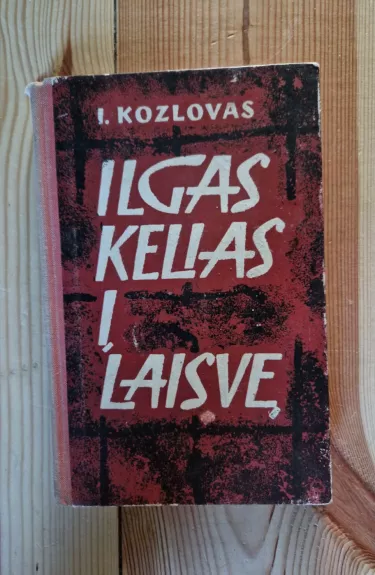 I. KOZLOVAS
ILGAS
KELIAS
Į
LAISVĘ